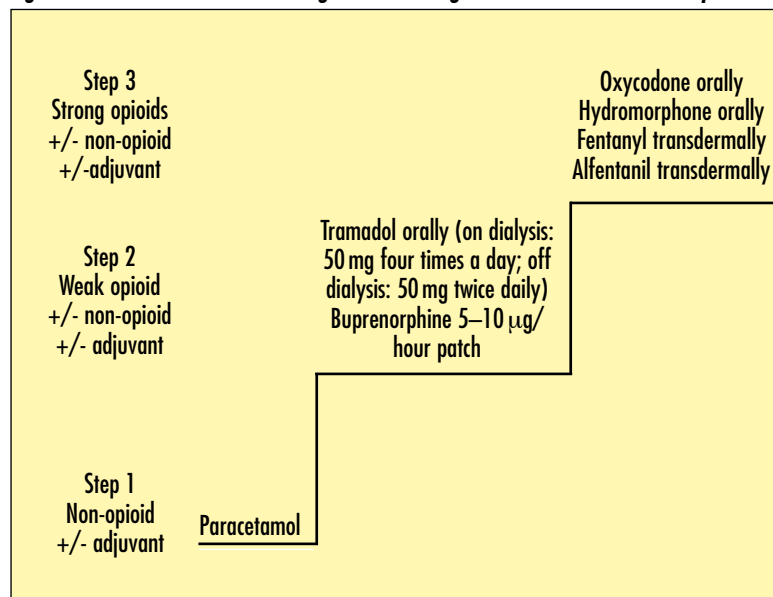 Step 3
Strong opioids
+/- non-opioid
+/-adjuvant
Oxycodone orally
Hydromorphone orally
Fentanyl transdermally
Alfentanil transdermally
Step 2
Weak opioid
+/- non-opioid
+/- adjuvant
Tramadol orally (on dialysis:
50 mg four times a day; off
dialysis: 50 mg twice daily)
Buprenorphine 5–10 μg/
hour patch
Step 1
Non-opioid
+/- adjuvant
Paracetamol